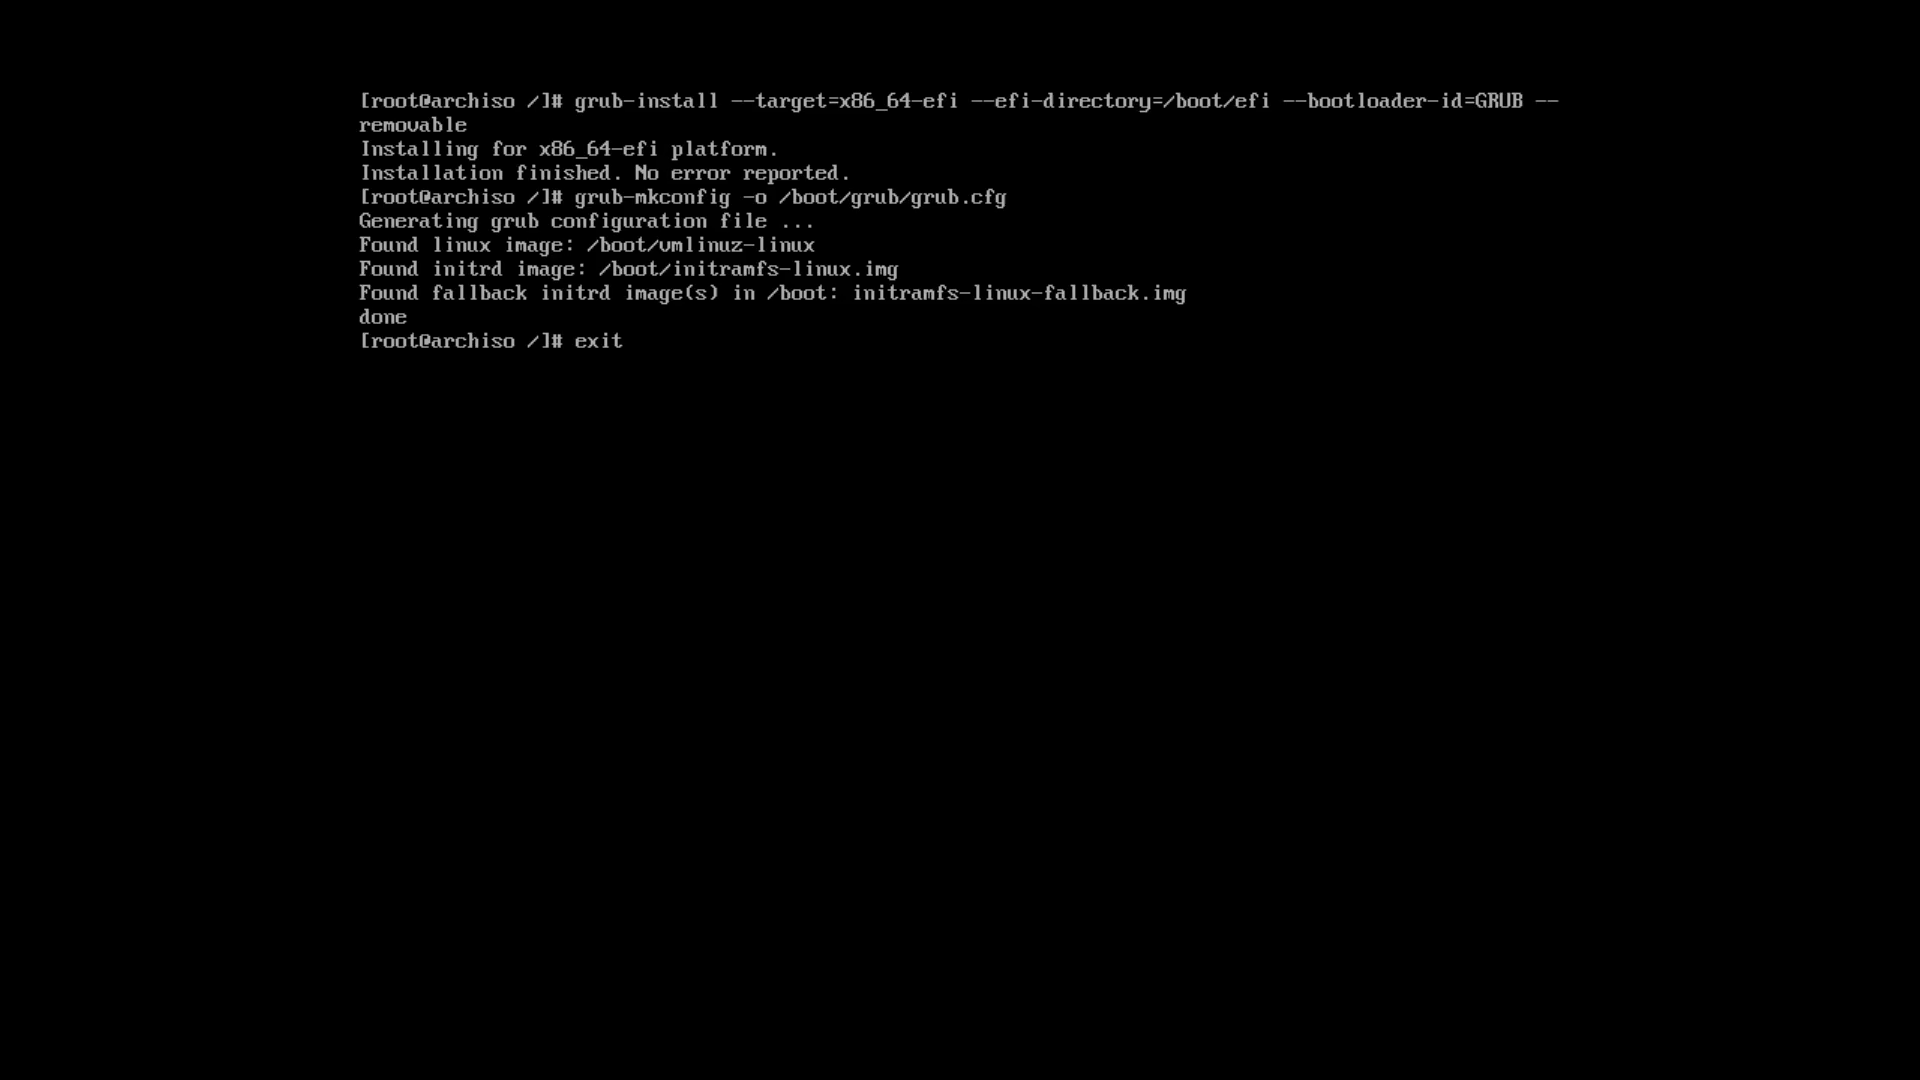 [root@archiso /]# grub-install --target=x86_64-efi --efi-directory=/boot/efi --bootloader-id=GRUB --
removable
Installing for x86_64-efi platform.
Installation finished. No error reported.
[root@archiso /]# grub-mkconfig -o /boot/grub/grub.cfg
Generating grub configuration file ...
Found linux image: /boot/vmlinuz-linux
Found initrd image: /boot/initramfs-linux.img
Found fallback initrd image(s) in /boot: initramfs-linux-fallback.img
done
[root@archiso /]# exit